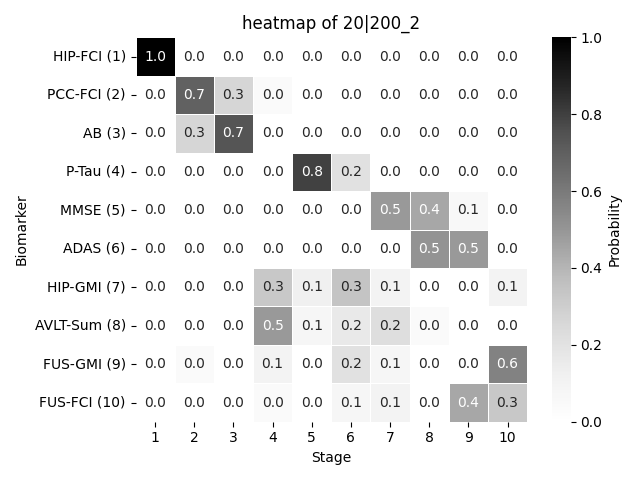 heatmap of 20|200_2
HIP-FCI (1) 1.0 0.0 0.0 0.0 0.0 0.0 0.0 0.0 0.0 0.0
PCC-FCI (2) 0.0 0.7 0.3 0.0 0.0 0.0 0.0 0.0 0.0 0.0
AB (3) 0.0 0.3 0.7 0.0 0.0 0.0 0.0 0.0 0.0 0.0
P-Tau (4) 0.0 0.0 0.0 0.0 0.8 0.2 0.0 0.0 0.0 0.0
MMSE (5) 0.0 0.0 0.0 0.0 0.0 0.0 0.5 0.4 0.1 0.0
ADAS (6) 0.0 0.0 0.0 0.0 0.0 0.0 0.0 0.5 0.5 0.0
HIP-GMI (7) 0.0 0.0 0.0 0.3 0.1 0.3 0.1 0.0 0.0 0.1
AVLT-Sum (8) 0.0 0.0 0.0 0.5 0.1 0.2 0.2 0.0 0.0 0.0
FUS-GMI (9) 0.0 0.0 0.0 0.1 0.0 0.2 0.1 0.0 0.0 0.6
FUS-FCI (10) 0.0 0.0 0.0 0.0 0.0 0.1 0.1 0.0 0.4 0.3
1 2 3 4 5 6 7 8 9 10
Stage
Biomarker
1.0
0.8
0.6
0.4
0.2
0.0
Probability